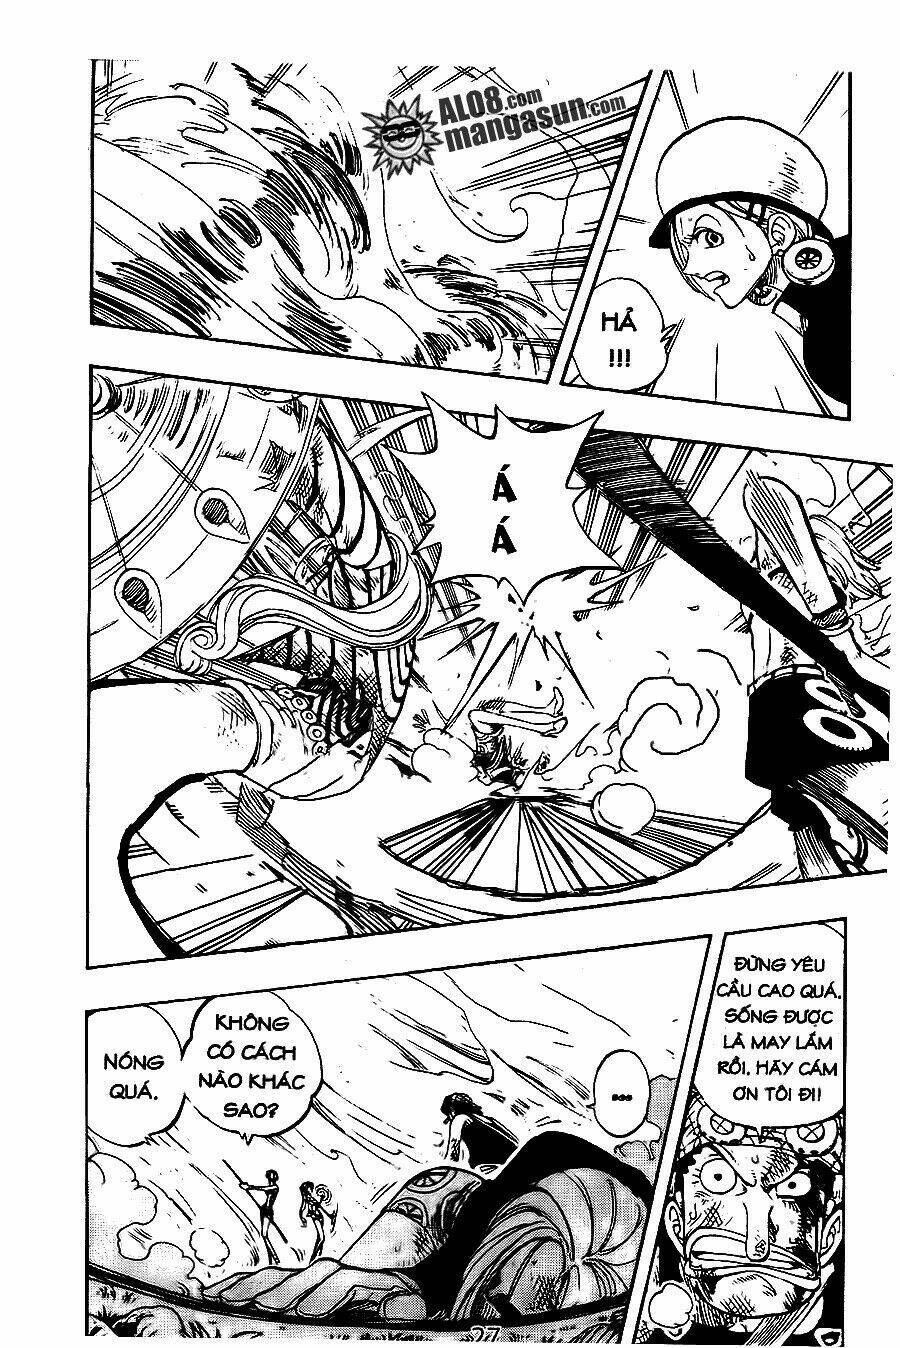 AL08.com
mangasun.com
HẢ
!!!
Á
Á
ĐỪNG YÊU
CẦU CAO QUÁ.
SỐNG ĐƯỢC
LÀ MAY LẮM
RỒI. HÃY CÁM
ƠN TÔI ĐI!
...
KHÔNG
CÓ CÁCH
NÀO KHÁC
SAO?
NÓNG
QUÁ.
27